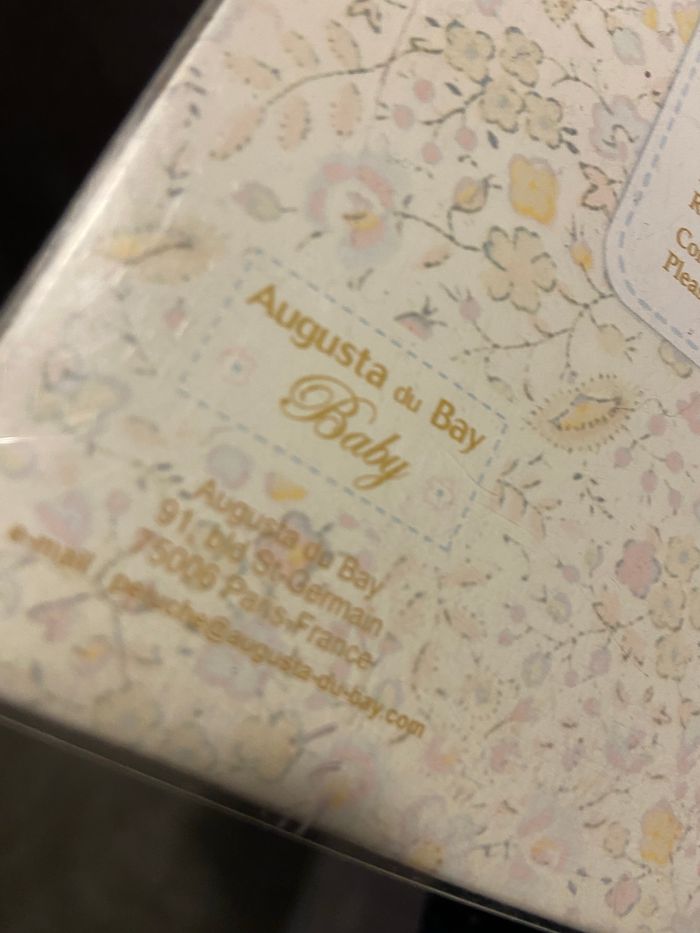 Augusta du Bay
Baby
Augusta du Bay
91, bld St-Germain
75006 Paris-France
e-mail : peluche@augusta-du-bay.com